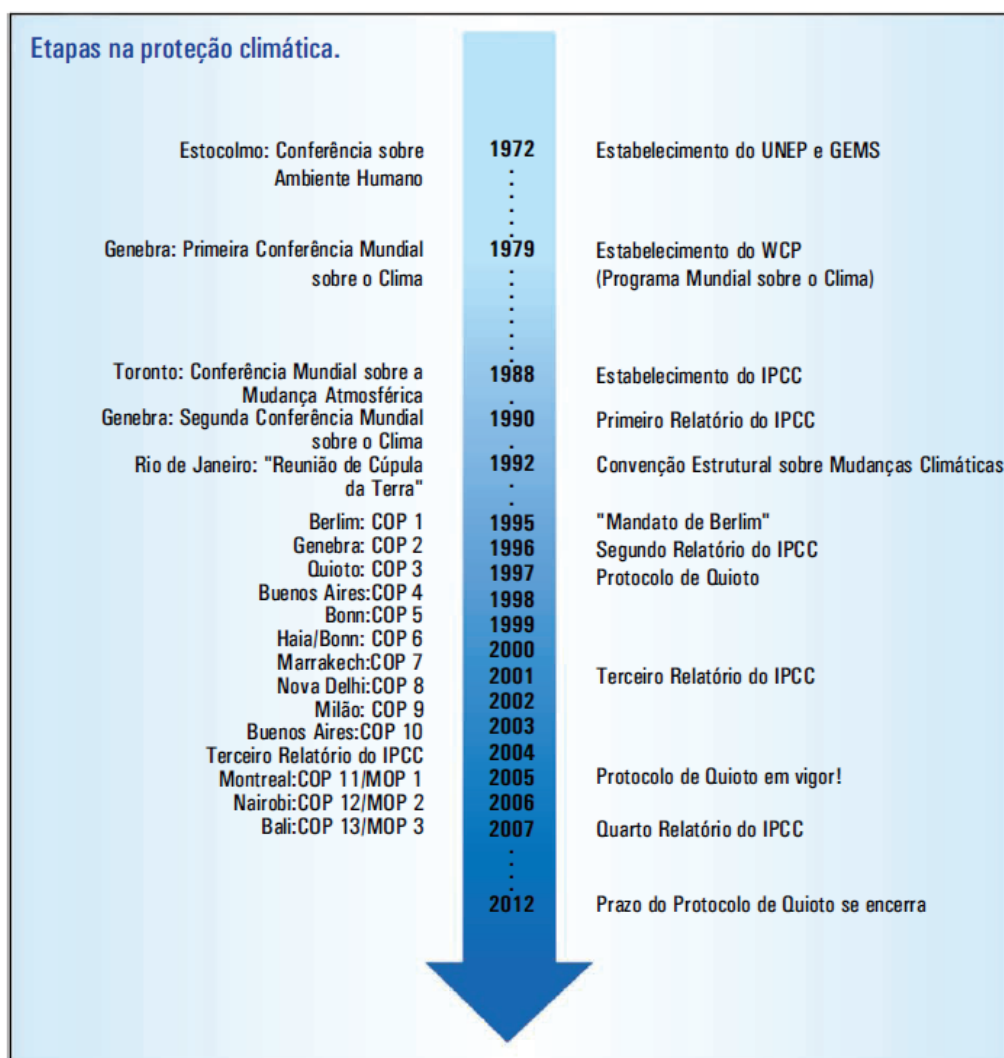 Etapas na proteção climática.
Estocolmo: Conferência sobre
Ambiente Humano
1972
Estabelecimento do UNEP e GEMS
Genebra: Primeira Conferência Mundial
sobre o Clima
1979
Estabelecimento do WCP
(Programa Mundial sobre o Clima)
Toronto: Conferência Mundial sobre a
Mudança Atmosférica
1988
Estabelecimento do IPCC
Genebra: Segunda Conferência Mundial
sobre o Clima
1990
Primeiro Relatório do IPCC
Rio de Janeiro: "Reunião de Cúpula
da Terra"
1992
Convenção Estrutural sobre Mudanças Climáticas
Berlim: COP 1
1995
"Mandato de Berlim"
Genebra: COP 2
1996
Segundo Relatório do IPCC
Quioto: COP 3
1997
Protocolo de Quioto
Buenos Aires:COP 4
1998
Bonn:COP 5
1999
Haia/Bonn: COP 6
2000
Marrakech:COP 7
2001
Terceiro Relatório do IPCC
Nova Delhi:COP 8
2002
Milão: COP 9
2003
Buenos Aires:COP 10
Terceiro Relatório do IPCC
2004
Montreal:COP 11/MOP 1
2005
Protocolo de Quioto em vigor!
Nairobi:COP 12/MOP 2
2006
Bali:COP 13/MOP 3
2007
Quarto Relatório do IPCC
2012
Prazo do Protocolo de Quioto se encerra